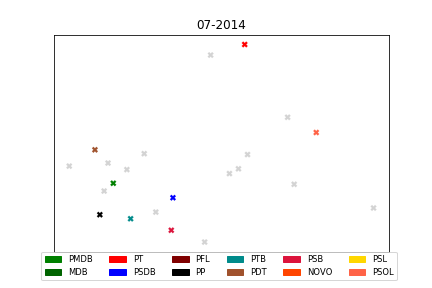 07-2014
PMDB PT PFL PTB PSB PSL
MDB PSDB PP PDT NOVO PSOL